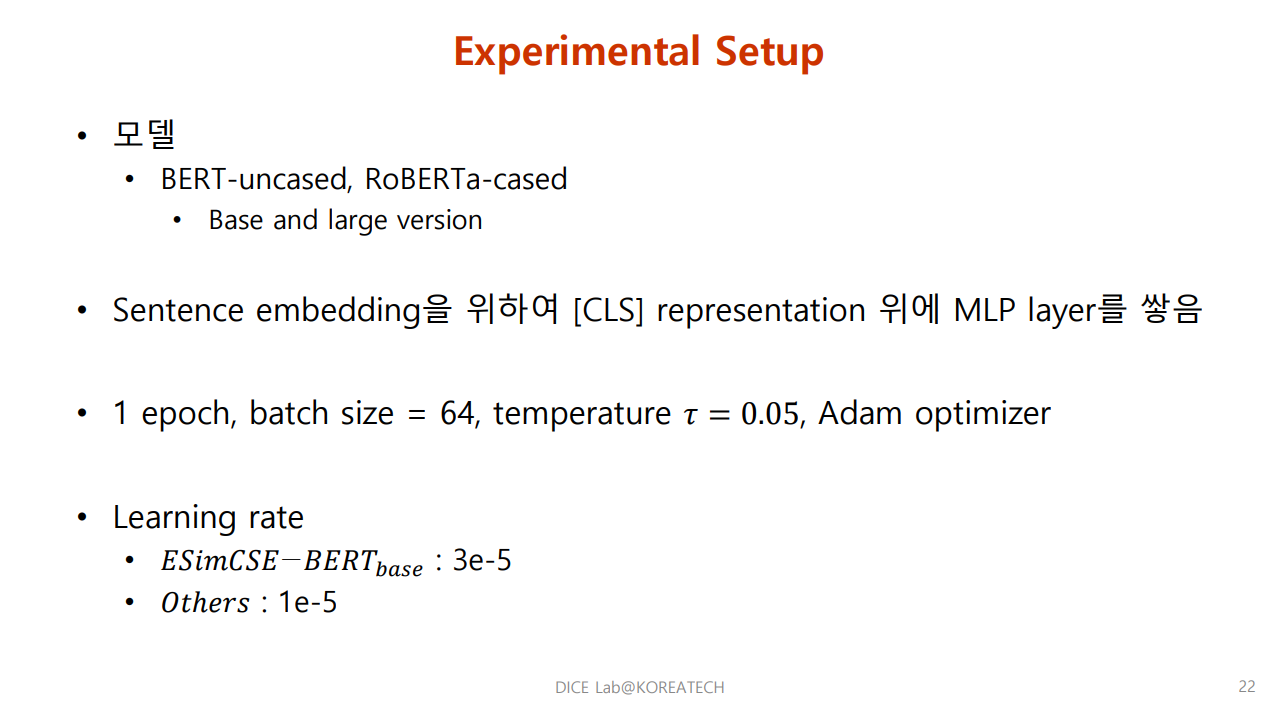 Experimental Setup
• 모델
• BERT-uncased, RoBERTa-cased
• Base and large version
• Sentence embedding을 위하여 [CLS] representation 위에 MLP layer를 쌓음
• 1 epoch, batch size = 64, temperature 𝜏 = 0.05, Adam optimizer
• Learning rate
• ESimCSE−BERT_base : 3e-5
• Others : 1e-5
DICE Lab@KOREATECH
22